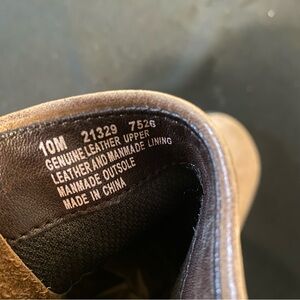 10M 21329 7526
GENUINE LEATHER UPPER
LEATHER AND MANMADE LINING
MANMADE OUTSOLE
MADE IN CHINA